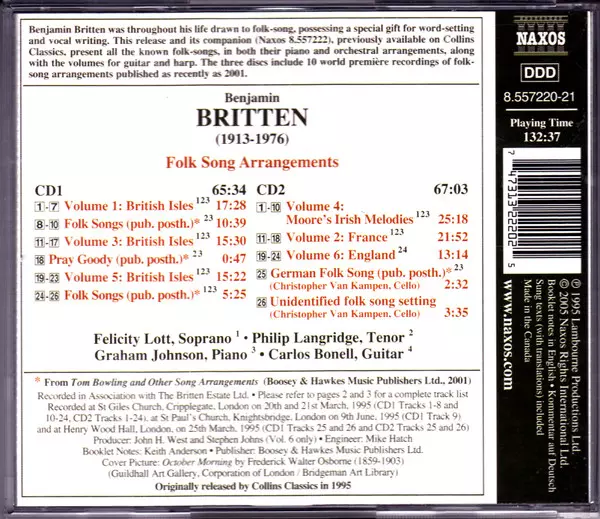 Benjamin Britten was throughout his life drawn to folk-song, possessing a special gift for word-setting
and vocal writing. This release and its companion (Naxos 8.557222), previously available on Collins
Classics, present all the known folk-songs, in both their piano and orchestral arrangements, along
with the volumes for guitar and harp. The three discs include 10 world première recordings of folk-
song arrangements published as recently as 2001.
Benjamin
BRITTEN
(1913-1976)
Folk Song Arrangements
CD1 65:34
1-7 Volume 1: British Isles 123 17:28
8-10 Folk Songs (pub. posth.)* 23 10:39
11-17 Volume 3: British Isles 123 15:30
18 Pray Goody (pub. posth.)* 23 0:47
19-23 Volume 5: British Isles 123 15:22
24-26 Folk Songs (pub. posth.)* 123 5:25
CD2 67:03
1-10 Volume 4:
Moore's Irish Melodies 123 25:18
11-18 Volume 2: France 123 21:52
19-24 Volume 6: England 24 13:14
25 German Folk Song (pub. posth.)* 23
(Christopher Van Kampen, Cello) 2:32
26 Unidentified folk song setting
(Christopher Van Kampen, Cello) 3:35
Felicity Lott, Soprano 1 • Philip Langridge, Tenor 2
Graham Johnson, Piano 3 • Carlos Bonell, Guitar 4
* From Tom Bowling and Other Song Arrangements (Boosey & Hawkes Music Publishers Ltd., 2001)
Recorded in Association with The Britten Estate Ltd. • Please refer to pages 2 and 3 for a complete track list
Recorded at St Giles Church, Cripplegate, London on 20th and 21st March, 1995 (CD1 Tracks 1-8 and
10-24, CD2 Tracks 1-24), at St Paul's Church, Knightsbridge, London on 9th June, 1995 (CD1 Track 9)
and at Henry Wood Hall, London, on 25th March, 1995 (CD1 Tracks 25 and 26 and CD2 Tracks 25 and 26)
Producer: John H. West and Stephen Johns (Vol. 6 only) • Engineer: Mike Hatch
Booklet Notes: Keith Anderson • Publisher: Boosey & Hawkes Music Publishers Ltd.
Cover Picture: October Morning by Frederick Walter Osborne (1859-1903)
(Guildhall Art Gallery, Corporation of London / Bridgeman Art Library)
Originally released by Collins Classics in 1995
NAXOS
DDD
8.557220-21
Playing Time
132:37
7 47313 22202 5
www.naxos.com
℗ 1995 Lambourne Productions Ltd.
© 2005 Naxos Rights International Ltd.
Booklet notes in English • Kommentar auf Deutsch
Sung texts (with translations) included
Made in the Canada